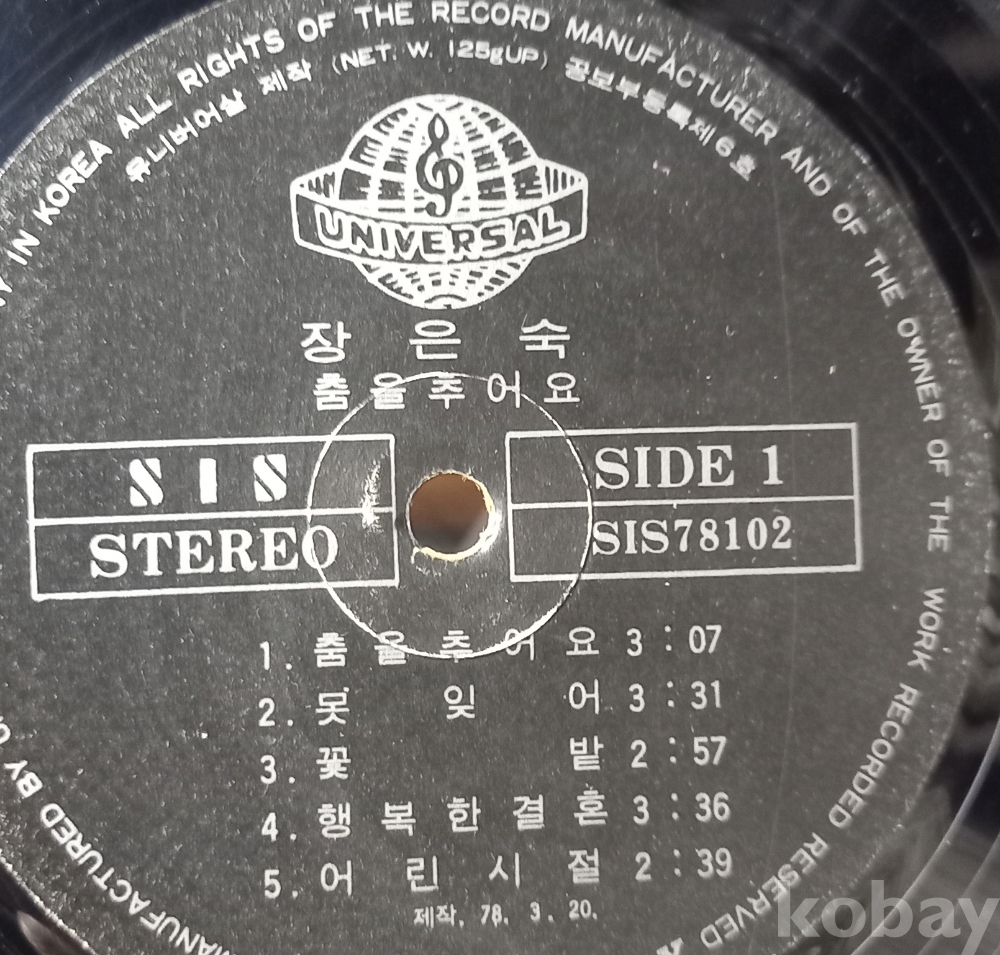 MANUFACTURED BY
IN KOREA ALL RIGHTS OF THE RECORD MANUFACTURER AND OF THE OWNER OF THE WORK RECORDED RESERVED
유니버어살 제작 (NET. W. 125gUP) 공보부등록제6호
UNIVERSAL
장은숙
춤을추어요
SIS
STEREO
SIDE 1
SIS78102
1. 춤을추어요 3:07
2. 못잊어 3:31
3. 꽃밭 2:57
4. 행복한결혼 3:36
5. 어린시절 2:39
제작. 78. 3. 20.
kobay